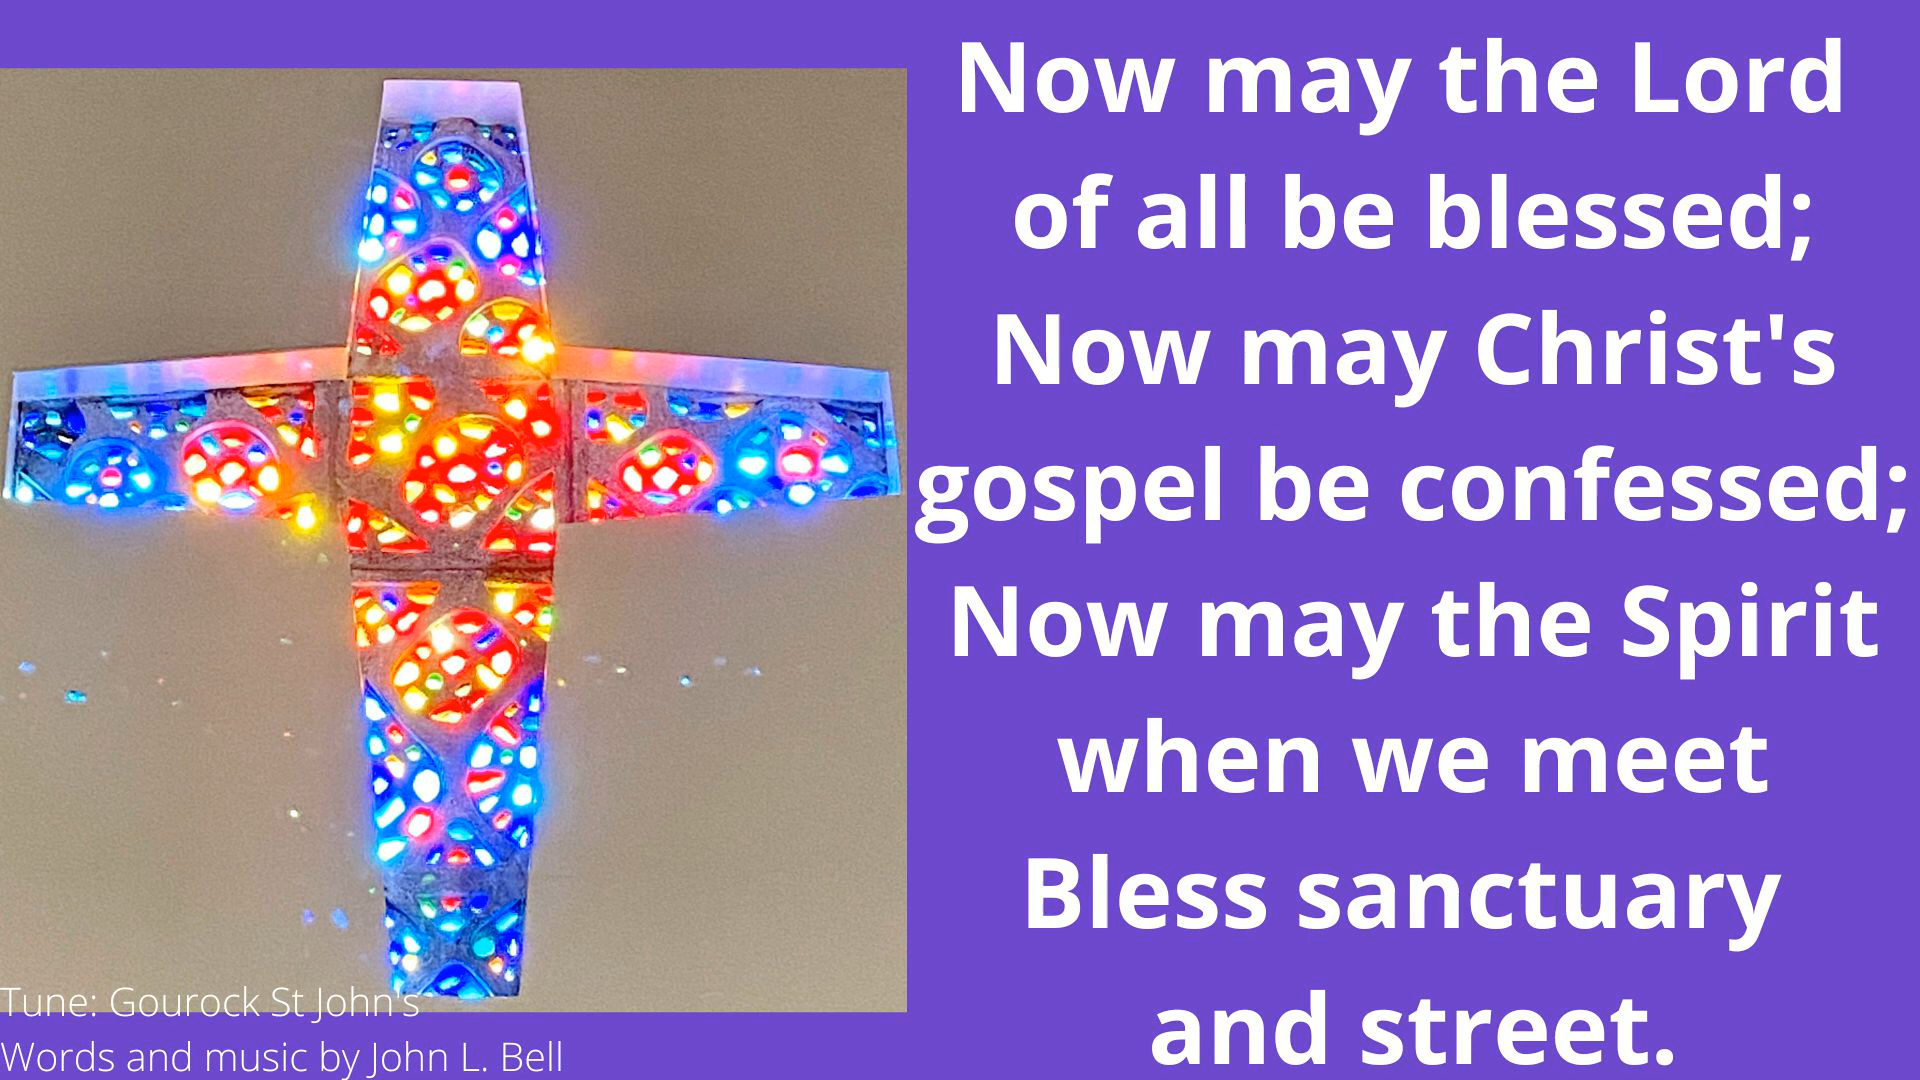 Now may the Lord
of all be blessed;
Now may Christ's
gospel be confessed;
Now may the Spirit
when we meet
Bless sanctuary
and street.
Tune: Gourock St John's
Words and music by John L. Bell